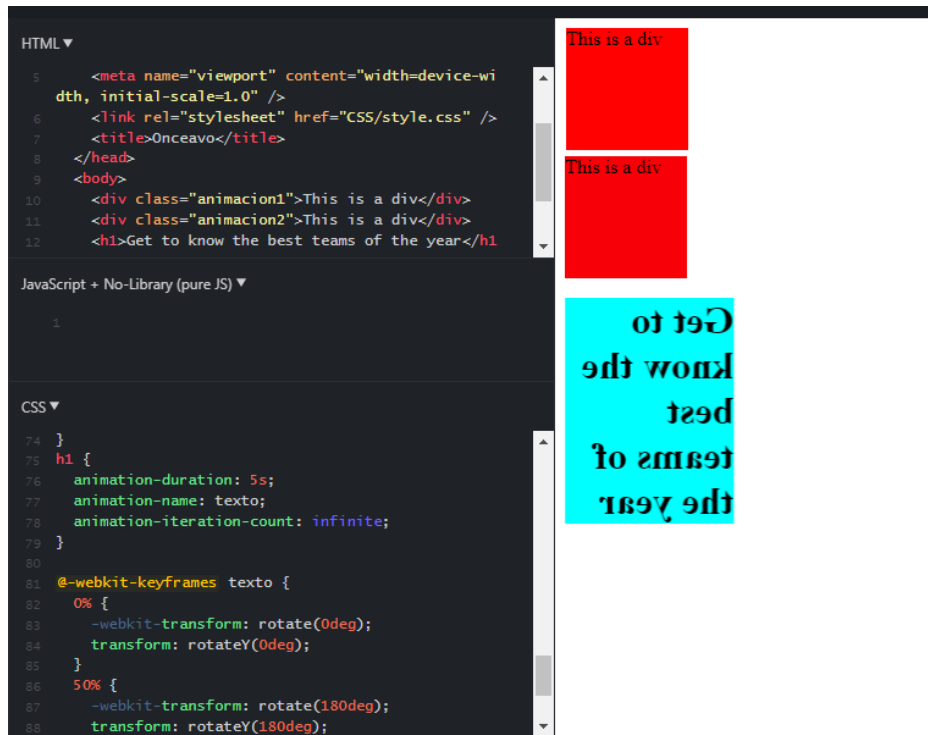 HTML ▼
5 <meta name="viewport" content="width=device-wi
dth, initial-scale=1.0" />
6 <link rel="stylesheet" href="CSS/style.css" />
7 <title>Onceavo</title>
8 </head>
9 <body>
10 <div class="animacion1">This is a div</div>
11 <div class="animacion2">This is a div</div>
12 <h1>Get to know the best teams of the year</h1
JavaScript + No-Library (pure JS) ▼
1
CSS ▼
74 }
75 h1 {
76 animation-duration: 5s;
77 animation-name: texto;
78 animation-iteration-count: infinite;
79 }
80
81 @-webkit-keyframes texto {
82 0% {
83 -webkit-transform: rotate(0deg);
84 transform: rotateY(0deg);
85 }
86 50% {
87 -webkit-transform: rotate(180deg);
88 transform: rotateY(180deg);
This is a div
This is a div
Get to
know the
best
teams of
the year